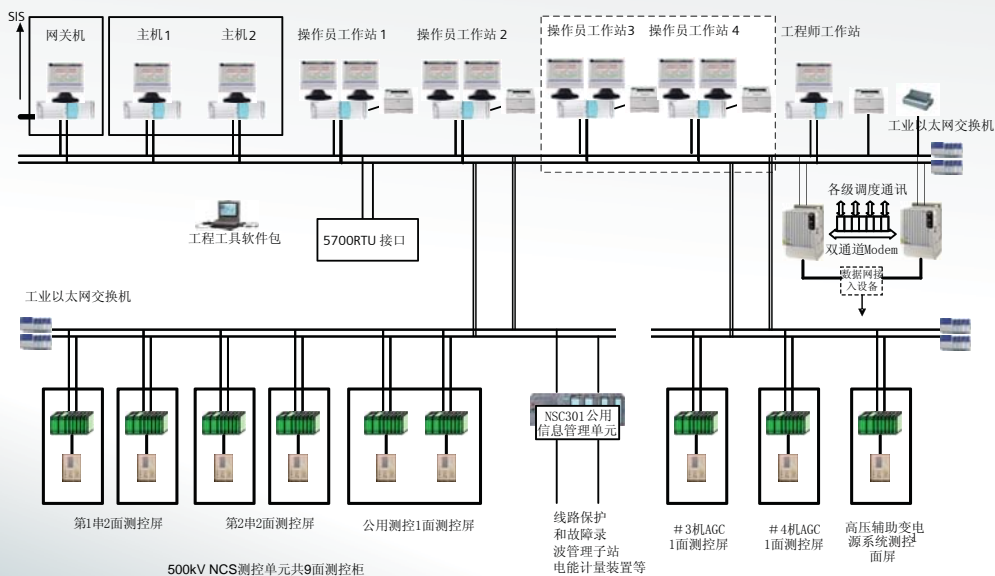 SIS
网关机
主机1
主机2
操作员工作站 1
操作员工作站 2
操作员工作站3
操作员工作站 4
工程师工作站
工业以太网交换机
工程工具软件包
5700RTU 接口
各级调度通讯
双通道Modem
数据网接
入设备
工业以太网交换机
NSC301公用
信息管理单元
第1串2面测控屏
第2串2面测控屏
公用测控1面测控屏
线路保护
和故障录
波管理子站
电能计量装置等
＃3机AGC
1面测控屏
＃4机AGC
1面测控屏
高压辅助变电
源系统测控1
面屏
500kV NCS测控单元共9面测控柜